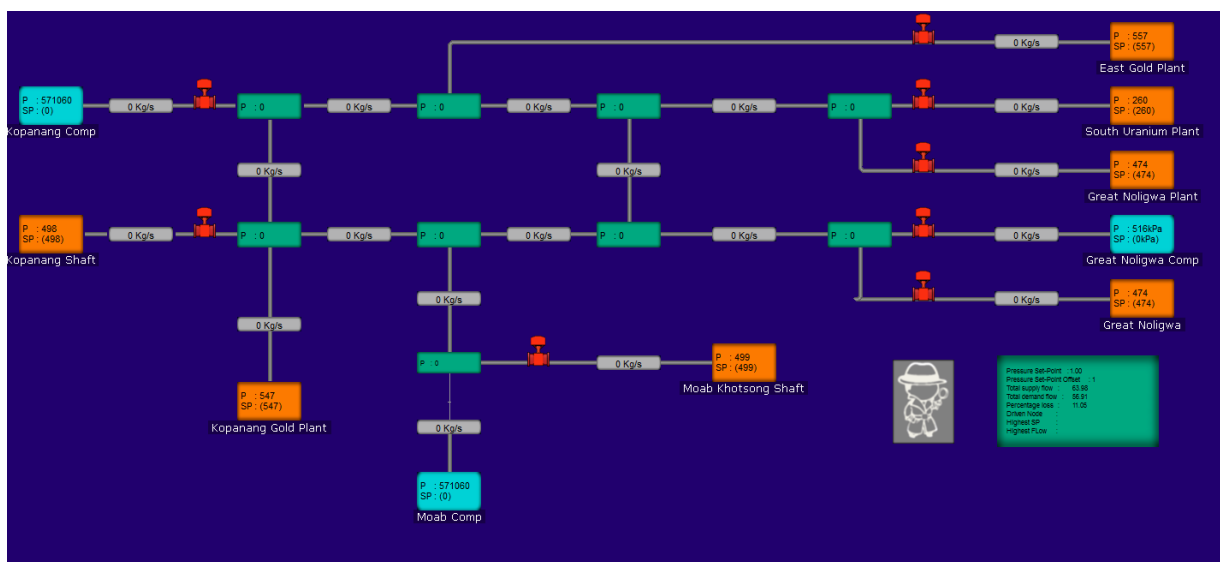 P : 557
SP : (557)
0 Kg/s
East Gold Plant
P : 571060
SP : (0)
0 Kg/s
P : 0
0 Kg/s
P : 0
0 Kg/s
P : 0
0 Kg/s
P : 0
0 Kg/s
P : 260
SP : (260)
Kopanang Comp
South Uranium Plant
0 Kg/s
0 Kg/s
0 Kg/s
P : 474
SP : (474)
Great Noligwa Plant
P : 498
SP : (498)
0 Kg/s
P : 0
0 Kg/s
P : 0
0 Kg/s
P : 0
0 Kg/s
P : 0
0 Kg/s
P : 516kPa
SP : (0kPa)
Kopanang Shaft
Great Noligwa Comp
0 Kg/s
0 Kg/s
P : 474
SP : (474)
0 Kg/s
Great Noligwa
P : 0
0 Kg/s
P : 499
SP : (499)
Moab Khotsong Shaft
P : 547
SP : (547)
Kopanang Gold Plant
0 Kg/s
P : 571060
SP : (0)
Moab Comp
Pressure Set-Point : 1.00
Pressure Set-Point Offset : 1
Total supply flow : 63.98
Total demand flow : 56.91
Percentage loss : 11.05
Driven Node :
Highest SP :
Highest FLow :